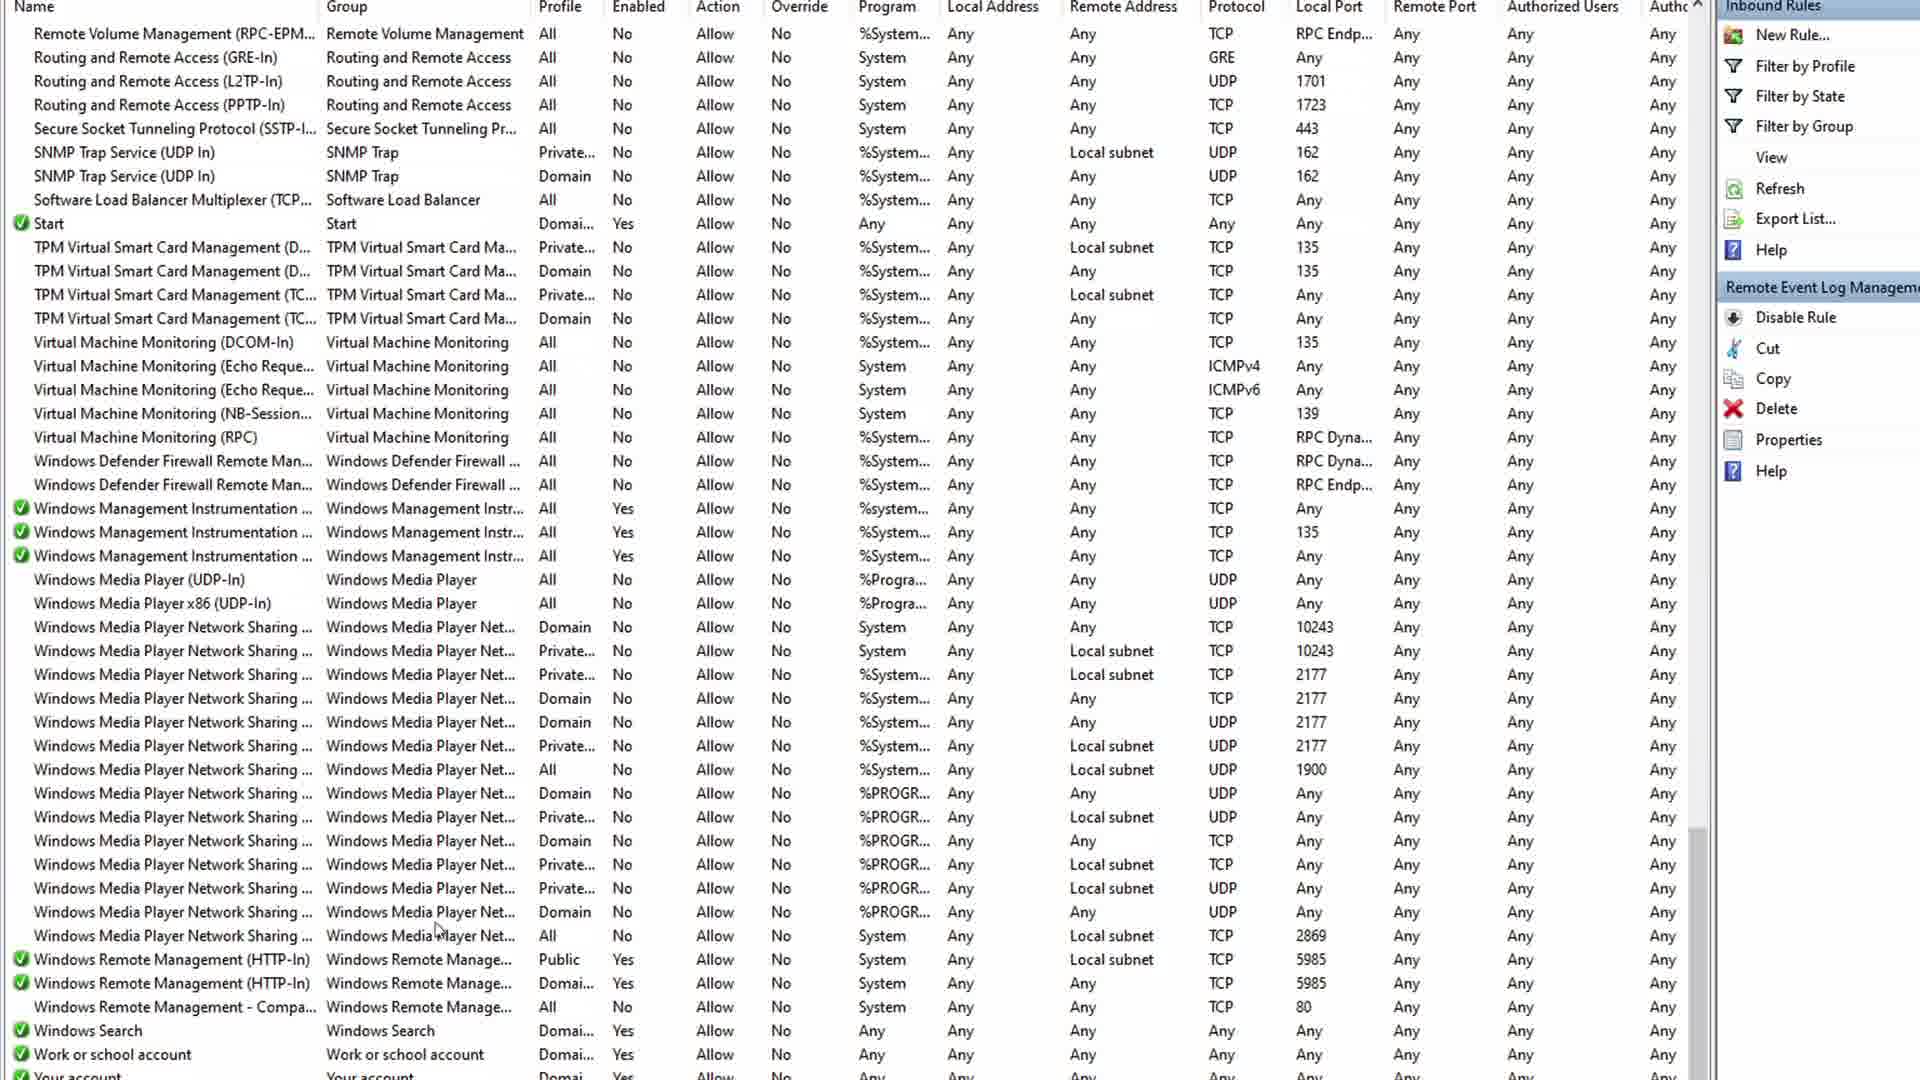 Name Group Profile Enabled Action Override Program Local Address Remote Address Protocol Local Port Remote Port Authorized Users Autho
Remote Volume Management (RPC-EPM... Remote Volume Management All No Allow No %System... Any Any TCP RPC Endp... Any Any Any
Routing and Remote Access (GRE-In) Routing and Remote Access All No Allow No System Any Any GRE Any Any Any Any
Routing and Remote Access (L2TP-In) Routing and Remote Access All No Allow No System Any Any UDP 1701 Any Any Any
Routing and Remote Access (PPTP-In) Routing and Remote Access All No Allow No System Any Any TCP 1723 Any Any Any
Secure Socket Tunneling Protocol (SSTP-I... Secure Socket Tunneling Pr... All No Allow No System Any Any TCP 443 Any Any Any
SNMP Trap Service (UDP In) SNMP Trap Private... No Allow No %System... Any Local subnet UDP 162 Any Any Any
SNMP Trap Service (UDP In) SNMP Trap Domain No Allow No %System... Any Any UDP 162 Any Any Any
Software Load Balancer Multiplexer (TCP... Software Load Balancer All No Allow No %System... Any Any TCP Any Any Any Any
Start Start Domai... Yes Allow No Any Any Any Any Any Any Any Any
TPM Virtual Smart Card Management (D... TPM Virtual Smart Card Ma... Private... No Allow No %System... Any Local subnet TCP 135 Any Any Any
TPM Virtual Smart Card Management (D... TPM Virtual Smart Card Ma... Domain No Allow No %System... Any Any TCP 135 Any Any Any
TPM Virtual Smart Card Management (TC... TPM Virtual Smart Card Ma... Private... No Allow No %System... Any Local subnet TCP Any Any Any Any
TPM Virtual Smart Card Management (TC... TPM Virtual Smart Card Ma... Domain No Allow No %System... Any Any TCP Any Any Any Any
Virtual Machine Monitoring (DCOM-In) Virtual Machine Monitoring All No Allow No %System... Any Any TCP 135 Any Any Any
Virtual Machine Monitoring (Echo Reque... Virtual Machine Monitoring All No Allow No System Any Any ICMPv4 Any Any Any Any
Virtual Machine Monitoring (Echo Reque... Virtual Machine Monitoring All No Allow No System Any Any ICMPv6 Any Any Any Any
Virtual Machine Monitoring (NB-Session... Virtual Machine Monitoring All No Allow No System Any Any TCP 139 Any Any Any
Virtual Machine Monitoring (RPC) Virtual Machine Monitoring All No Allow No %System... Any Any TCP RPC Dyna... Any Any Any
Windows Defender Firewall Remote Man... Windows Defender Firewall ... All No Allow No %System... Any Any TCP RPC Dyna... Any Any Any
Windows Defender Firewall Remote Man... Windows Defender Firewall ... All No Allow No %System... Any Any TCP RPC Endp... Any Any Any
Windows Management Instrumentation ... Windows Management Instr... All Yes Allow No %system... Any Any TCP Any Any Any Any
Windows Management Instrumentation ... Windows Management Instr... All Yes Allow No %System... Any Any TCP 135 Any Any Any
Windows Management Instrumentation ... Windows Management Instr... All Yes Allow No %System... Any Any TCP Any Any Any Any
Windows Media Player (UDP-In) Windows Media Player All No Allow No %Progra... Any Any UDP Any Any Any Any
Windows Media Player x86 (UDP-In) Windows Media Player All No Allow No %Progra... Any Any UDP Any Any Any Any
Windows Media Player Network Sharing ... Windows Media Player Net... Domain No Allow No System Any Any TCP 10243 Any Any Any
Windows Media Player Network Sharing ... Windows Media Player Net... Private... No Allow No System Any Local subnet TCP 10243 Any Any Any
Windows Media Player Network Sharing ... Windows Media Player Net... Private... No Allow No %System... Any Local subnet TCP 2177 Any Any Any
Windows Media Player Network Sharing ... Windows Media Player Net... Domain No Allow No %System... Any Any TCP 2177 Any Any Any
Windows Media Player Network Sharing ... Windows Media Player Net... Domain No Allow No %System... Any Any UDP 2177 Any Any Any
Windows Media Player Network Sharing ... Windows Media Player Net... Private... No Allow No %System... Any Local subnet UDP 2177 Any Any Any
Windows Media Player Network Sharing ... Windows Media Player Net... All No Allow No %System... Any Local subnet UDP 1900 Any Any Any
Windows Media Player Network Sharing ... Windows Media Player Net... Domain No Allow No %PROGR... Any Any UDP Any Any Any Any
Windows Media Player Network Sharing ... Windows Media Player Net... Private... No Allow No %PROGR... Any Local subnet UDP Any Any Any Any
Windows Media Player Network Sharing ... Windows Media Player Net... Domain No Allow No %PROGR... Any Any TCP Any Any Any Any
Windows Media Player Network Sharing ... Windows Media Player Net... Private... No Allow No %PROGR... Any Local subnet TCP Any Any Any Any
Windows Media Player Network Sharing ... Windows Media Player Net... Private... No Allow No %PROGR... Any Local subnet UDP Any Any Any Any
Windows Media Player Network Sharing ... Windows Media Player Net... Domain No Allow No %PROGR... Any Any UDP Any Any Any Any
Windows Media Player Network Sharing ... Windows Media Player Net... All No Allow No System Any Local subnet TCP 2869 Any Any Any
Windows Remote Management (HTTP-In) Windows Remote Manage... Public Yes Allow No System Any Local subnet TCP 5985 Any Any Any
Windows Remote Management (HTTP-In) Windows Remote Manage... Domai... Yes Allow No System Any Any TCP 5985 Any Any Any
Windows Remote Management - Compa... Windows Remote Manage... All No Allow No System Any Any TCP 80 Any Any Any
Windows Search Windows Search Domai... Yes Allow No Any Any Any Any Any Any Any Any
Work or school account Work or school account Domai... Yes Allow No Any Any Any Any Any Any Any Any
Your account Your account Domai... Yes Allow No Any Any Any Any Any Any Any Any
Inbound Rules
New Rule...
Filter by Profile
Filter by State
Filter by Group
View
Refresh
Export List...
Help
Remote Event Log Manageme
Disable Rule
Cut
Copy
Delete
Properties
Help